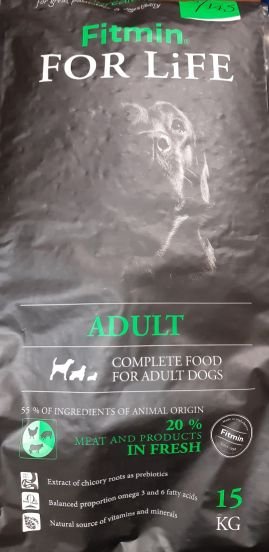 Fitmin
FOR LiFE
ADULT
COMPLETE FOOD
FOR ADULT DOGS
55 % OF INGREDIENTS OF ANIMAL ORIGIN
20 %
MEAT AND PRODUCTS
IN FRESH
Fitmin
Extract of chicory roots as prebiotics
Balanced proportion omega 3 and 6 fatty acids
Natural source of vitamins and minerals
15
KG